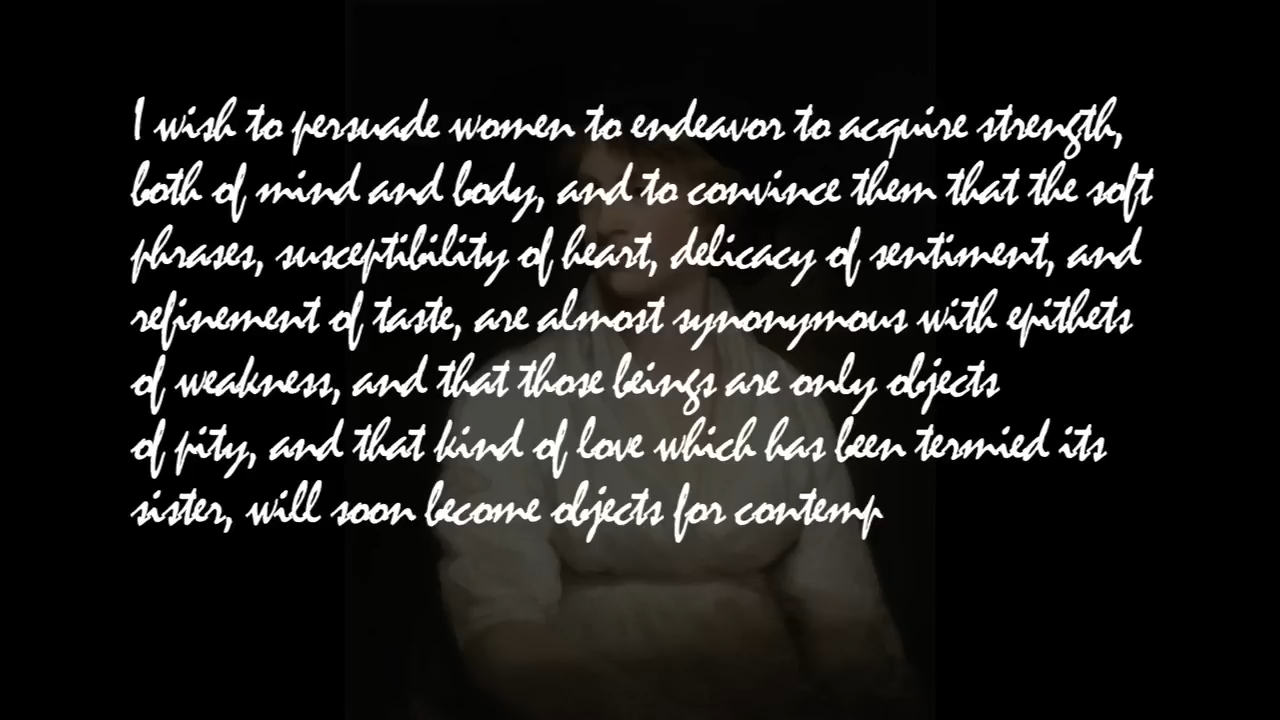 I wish to persuade women to endeavor to acquire strength,
both of mind and body, and to convince them that the soft
phrases, susceptibility of heart, delicacy of sentiment, and
refinement of taste, are almost synonymous with epithets
of weakness, and that those beings are only objects
of pity, and that kind of love which has been termied its
sister, will soon become objects for contemp